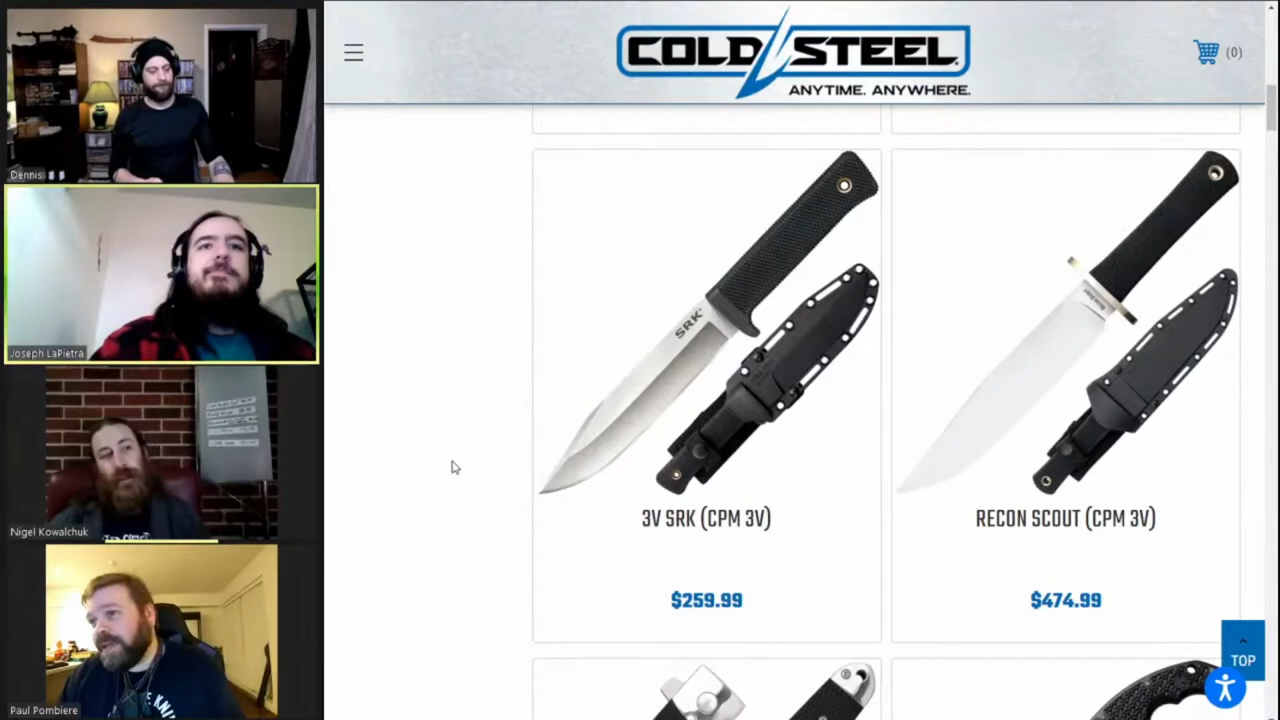 COLD STEEL
ANYTIME. ANYWHERE.
(0)
Dennis
SRK
3V SRK (CPM 3V)
$259.99
RECON SCOUT (CPM 3V)
$474.99
Joseph LaPietra
Nigel Kowalchuk
Paul Pombiere
TOP